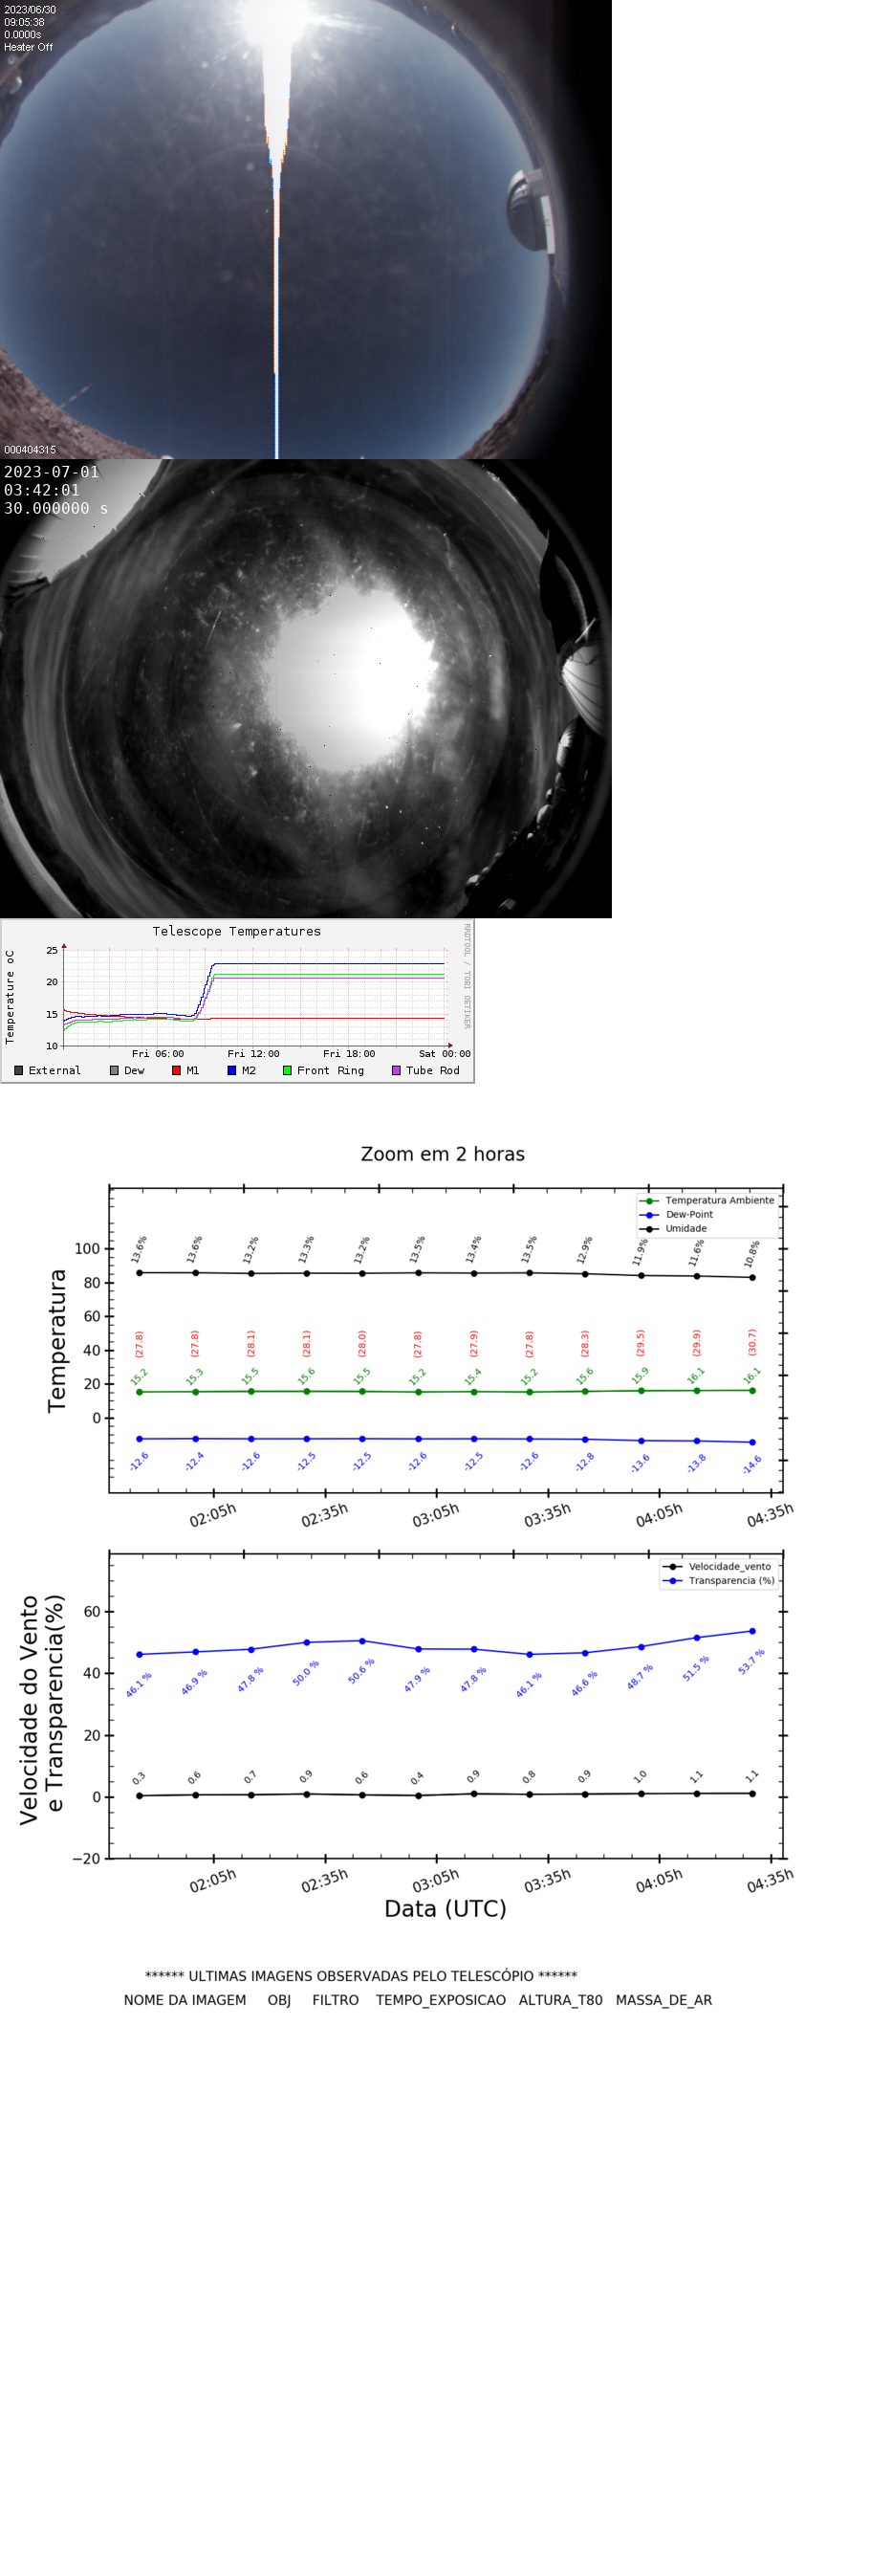 2023/06/30
09:05:38
0.0000s
Heater Off
000404315
2023-07-01
03:42:01
30.000000 s
Telescope Temperatures
RRDTOOL / TOBI OETIKER
Temperature oC
25
20
15
10
Fri 06:00 Fri 12:00 Fri 18:00 Sat 00:00
External Dew M1 M2 Front Ring Tube Rod
Zoom em 2 horas
Temperatura Ambiente
Dew-Point
Umidade
Temperatura
100
80
60
40
20
0
13.6% 13.6% 13.2% 13.3% 13.2% 13.5% 13.4% 13.5% 12.9% 11.9% 11.6% 10.8%
(27.8) (27.8) (28.1) (28.1) (28.0) (27.8) (27.9) (27.8) (28.3) (29.5) (29.9) (30.7)
15.2 15.3 15.5 15.6 15.5 15.2 15.4 15.2 15.6 15.9 16.1 16.1
-12.6 -12.4 -12.6 -12.5 -12.5 -12.6 -12.5 -12.6 -12.8 -13.6 -13.8 -14.6
02:05h 02:35h 03:05h 03:35h 04:05h 04:35h
Velocidade_vento
Transparencia (%)
Velocidade do Vento
e Transparencia(%)
60
40
20
0
−20
46.1 % 46.9 % 47.8 % 50.0 % 50.6 % 47.9 % 47.8 % 46.1 % 46.6 % 48.7 % 51.5 % 53.7 %
0.3 0.6 0.7 0.9 0.6 0.4 0.9 0.8 0.9 1.0 1.1 1.1
02:05h 02:35h 03:05h 03:35h 04:05h 04:35h
Data (UTC)
****** ULTIMAS IMAGENS OBSERVADAS PELO TELESCÓPIO ******
NOME DA IMAGEM OBJ FILTRO TEMPO_EXPOSICAO ALTURA_T80 MASSA_DE_AR